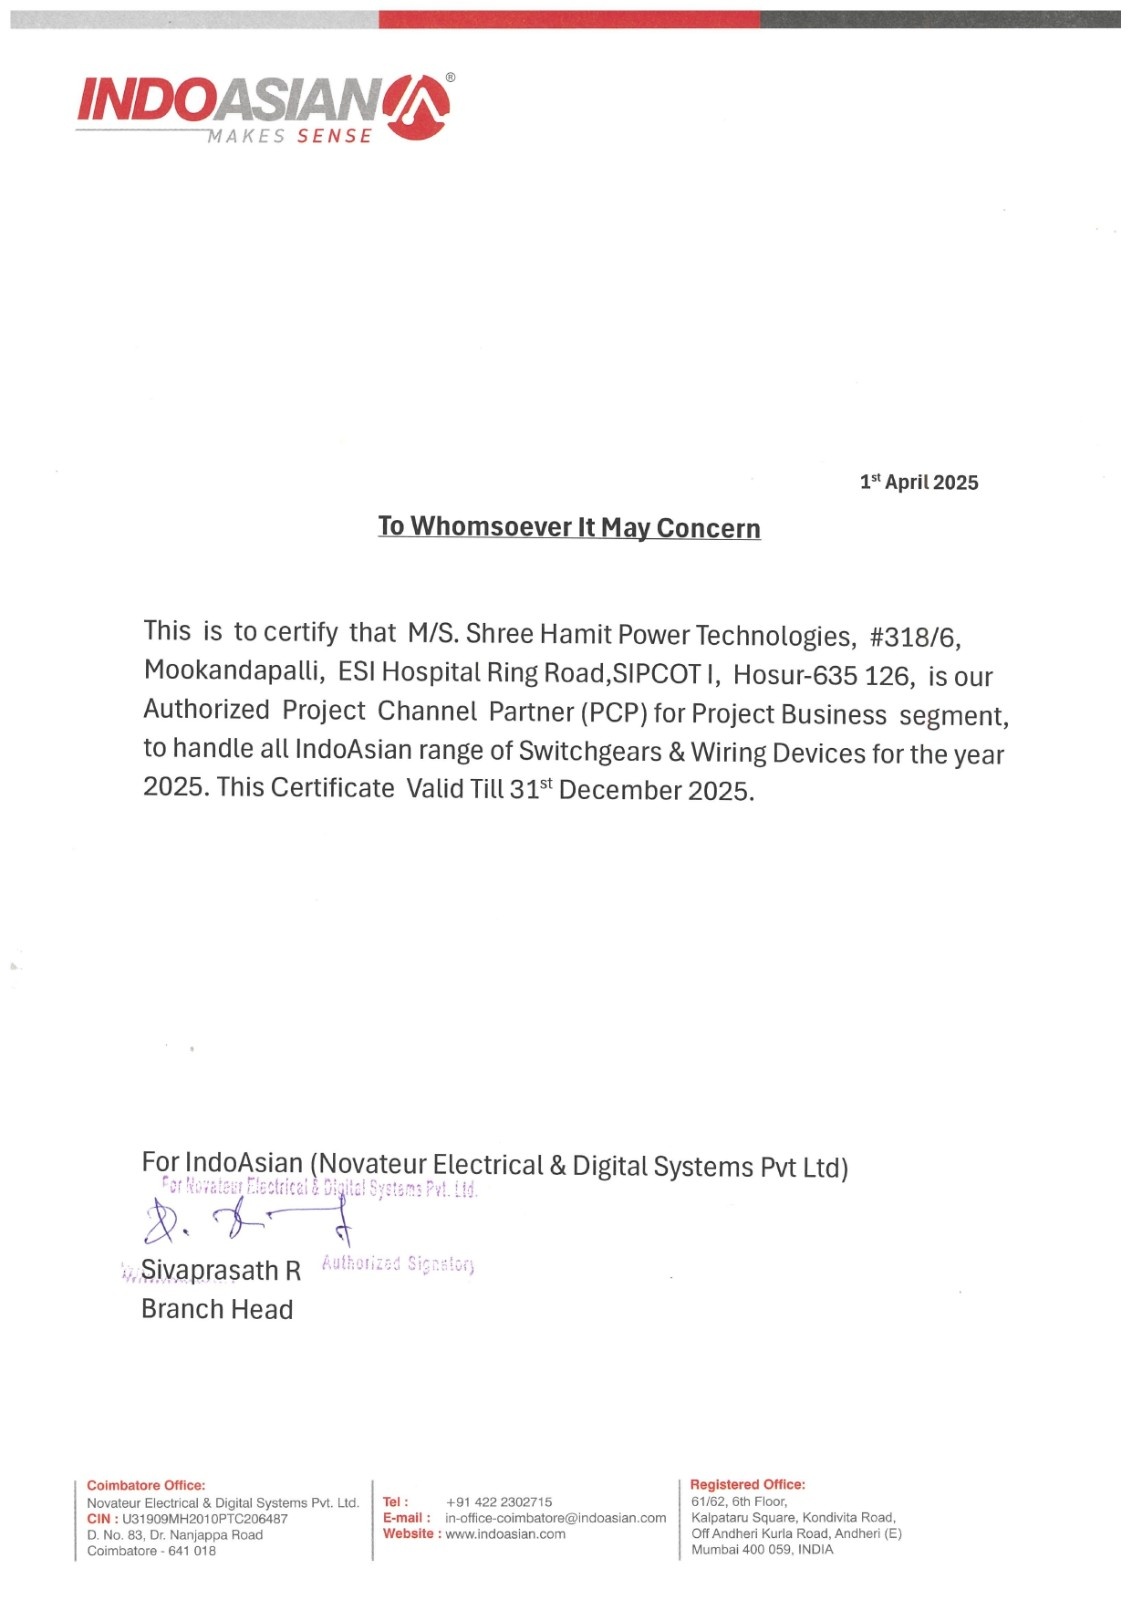 INDOASIAN ®
MAKES SENSE
1st April 2025
To Whomsoever It May Concern
This is to certify that M/S. Shree Hamit Power Technologies, #318/6,
Mookandapalli, ESI Hospital Ring Road,SIPCOT I, Hosur-635 126, is our
Authorized Project Channel Partner (PCP) for Project Business segment,
to handle all IndoAsian range of Switchgears & Wiring Devices for the year
2025. This Certificate Valid Till 31st December 2025.
For IndoAsian (Novateur Electrical & Digital Systems Pvt Ltd)
For Novateur Electrical & Digital Systems Pvt. Ltd.
Authorized Signatory
Sivaprasath R
Branch Head
Coimbatore Office:
Novateur Electrical & Digital Systems Pvt. Ltd.
CIN : U31909MH2010PTC206487
D. No. 83, Dr. Nanjappa Road
Coimbatore - 641 018
Tel : +91 422 2302715
E-mail : in-office-coimbatore@indoasian.com
Website : www.indoasian.com
Registered Office:
61/62, 6th Floor,
Kalpataru Square, Kondivita Road,
Off Andheri Kurla Road, Andheri (E)
Mumbai 400 059, INDIA